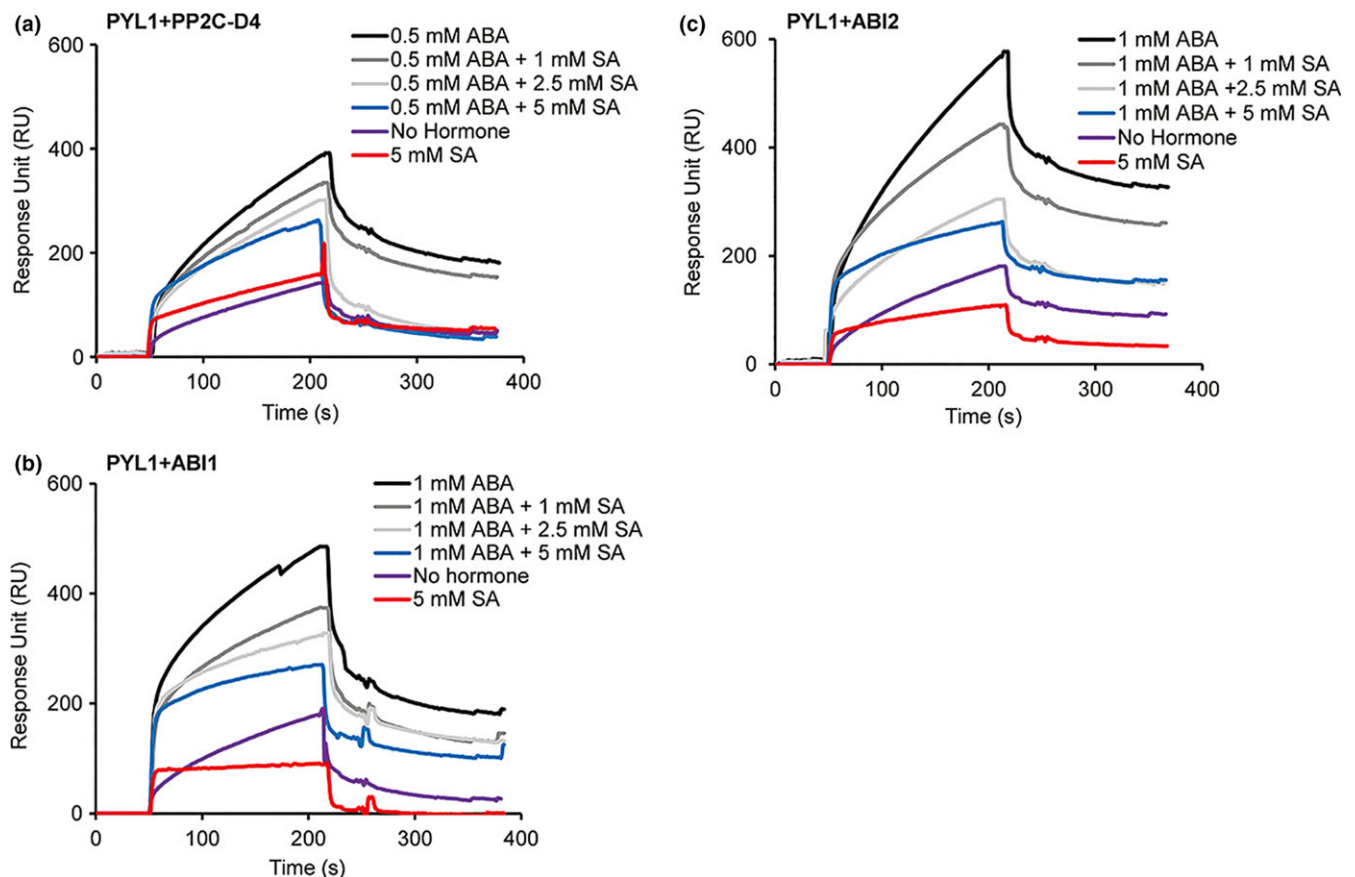 (a) PYL1+PP2C-D4
0.5 mM ABA
0.5 mM ABA + 1 mM SA
0.5 mM ABA + 2.5 mM SA
0.5 mM ABA + 5 mM SA
No Hormone
5 mM SA
Response Unit (RU)
600
400
200
0
0 100 200 300 400
Time (s)
(b) PYL1+ABI1
1 mM ABA
1 mM ABA + 1 mM SA
1 mM ABA + 2.5 mM SA
1 mM ABA + 5 mM SA
No hormone
5 mM SA
Response Unit (RU)
600
400
200
0
0 100 200 300 400
Time (s)
(c) PYL1+ABI2
1 mM ABA
1 mM ABA + 1 mM SA
1 mM ABA +2.5 mM SA
1 mM ABA + 5 mM SA
No Hormone
5 mM SA
Response Unit (RU)
600
400
200
0
0 100 200 300 400
Time (s)